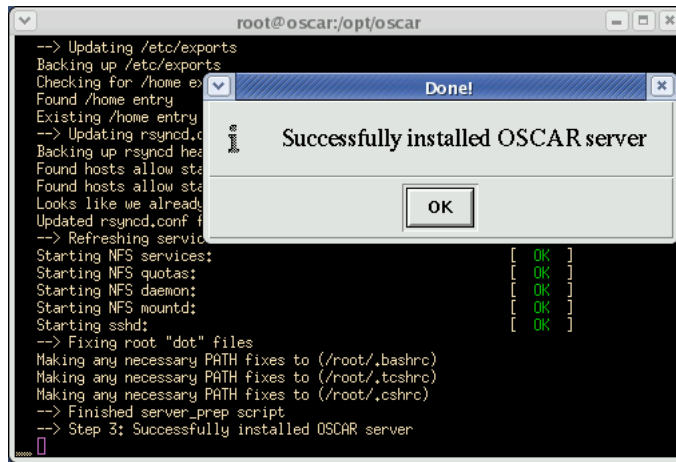 root@oscar:/opt/oscar
--> Updating /etc/exports
Backing up /etc/exports
Checking for /home ex
Found /home entry
Existing /home entry
--> Updating rsyncd.c
Backing up rsyncd hea
Found hosts allow sta
Found hosts allow sta
Looks like we already
Updated rsyncd.conf f
--> Refreshing servic
Done!
Successfully installed OSCAR server
OK
Starting NFS services: [ OK ]
Starting NFS quotas: [ OK ]
Starting NFS daemon: [ OK ]
Starting NFS mountd: [ OK ]
Starting sshd: [ OK ]
--> Fixing root "dot" files
Making any necessary PATH fixes to (/root/.bashrc)
Making any necessary PATH fixes to (/root/.tcshrc)
Making any necessary PATH fixes to (/root/.cshrc)
--> Finished server_prep script
--> Step 3: Successfully installed OSCAR server